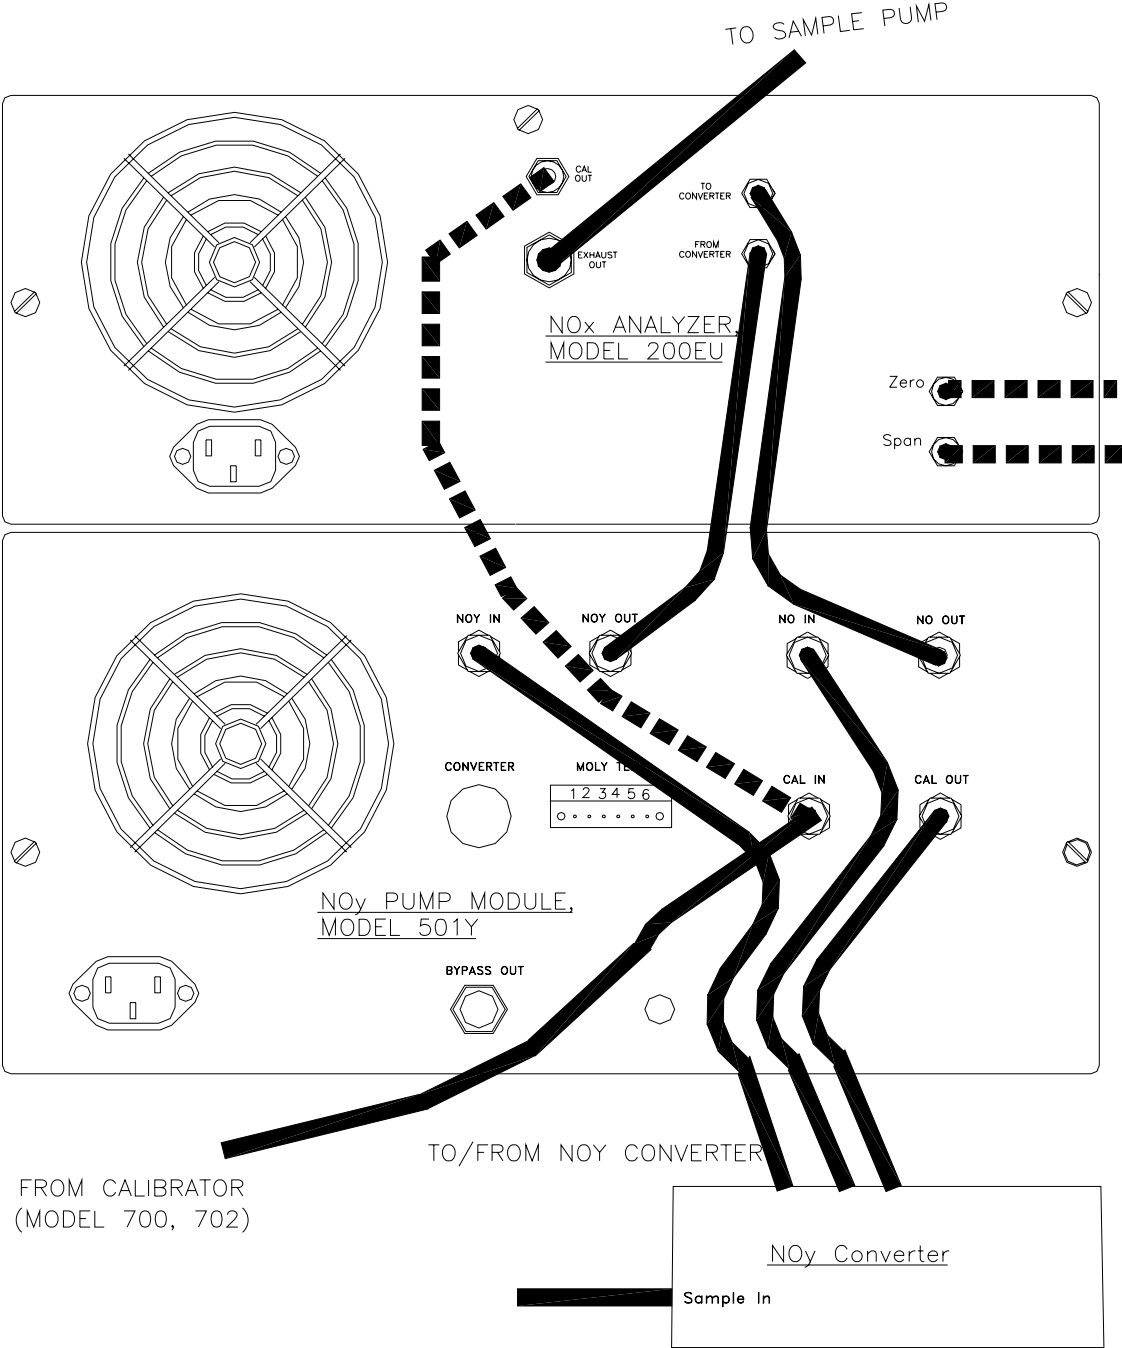 TO SAMPLE PUMP
CAL
OUT
TO
CONVERTER
EXHAUST
OUT
FROM
CONVERTER
NOx ANALYZER,
MODEL 200EU
Zero
Span
NOY IN
NOY OUT
NO IN
NO OUT
CONVERTER
MOLY
1 2 3 4 5 6
CAL IN
CAL OUT
NOy PUMP MODULE,
MODEL 501Y
BYPASS OUT
TO/FROM NOY CONVERTER
FROM CALIBRATOR
(MODEL 700, 702)
NOy Converter
Sample In